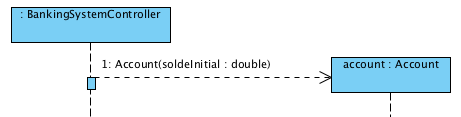 : BankingSystemController
1: Account(soldeInitial : double)
account : Account